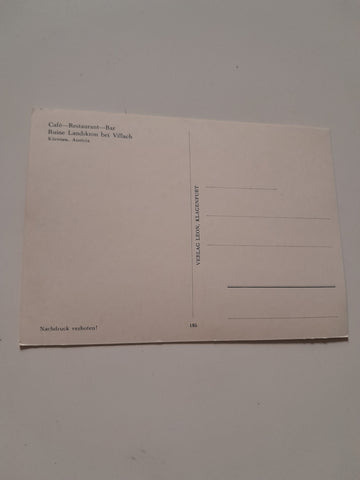 Café—Restaurant—Bar
Ruine Landskron bei Villach
Kärnten, Austria
VERLAG LEON, KLAGENFURT
Nachdruck verboten!
186